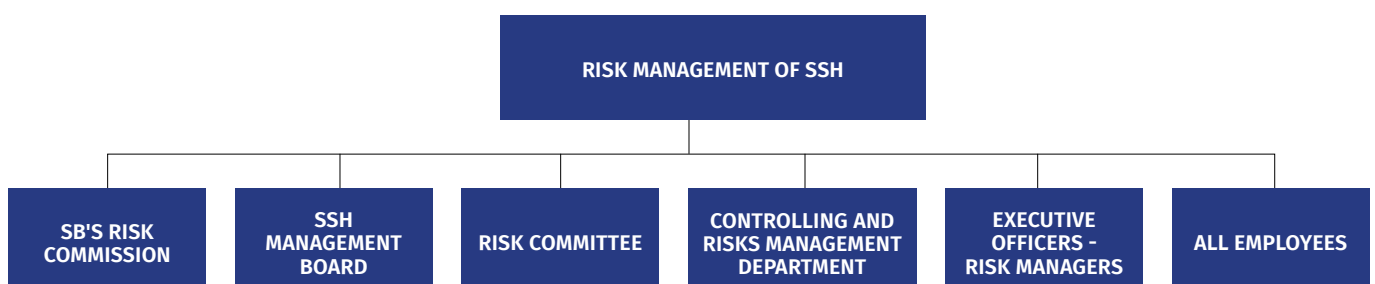 RISK MANAGEMENT OF SSH
SB'S RISK
COMMISSION
SSH
MANAGEMENT
BOARD
RISK COMMITTEE
CONTROLLING AND
RISKS MANAGEMENT
DEPARTMENT
EXECUTIVE
OFFICERS -
RISK MANAGERS
ALL EMPLOYEES